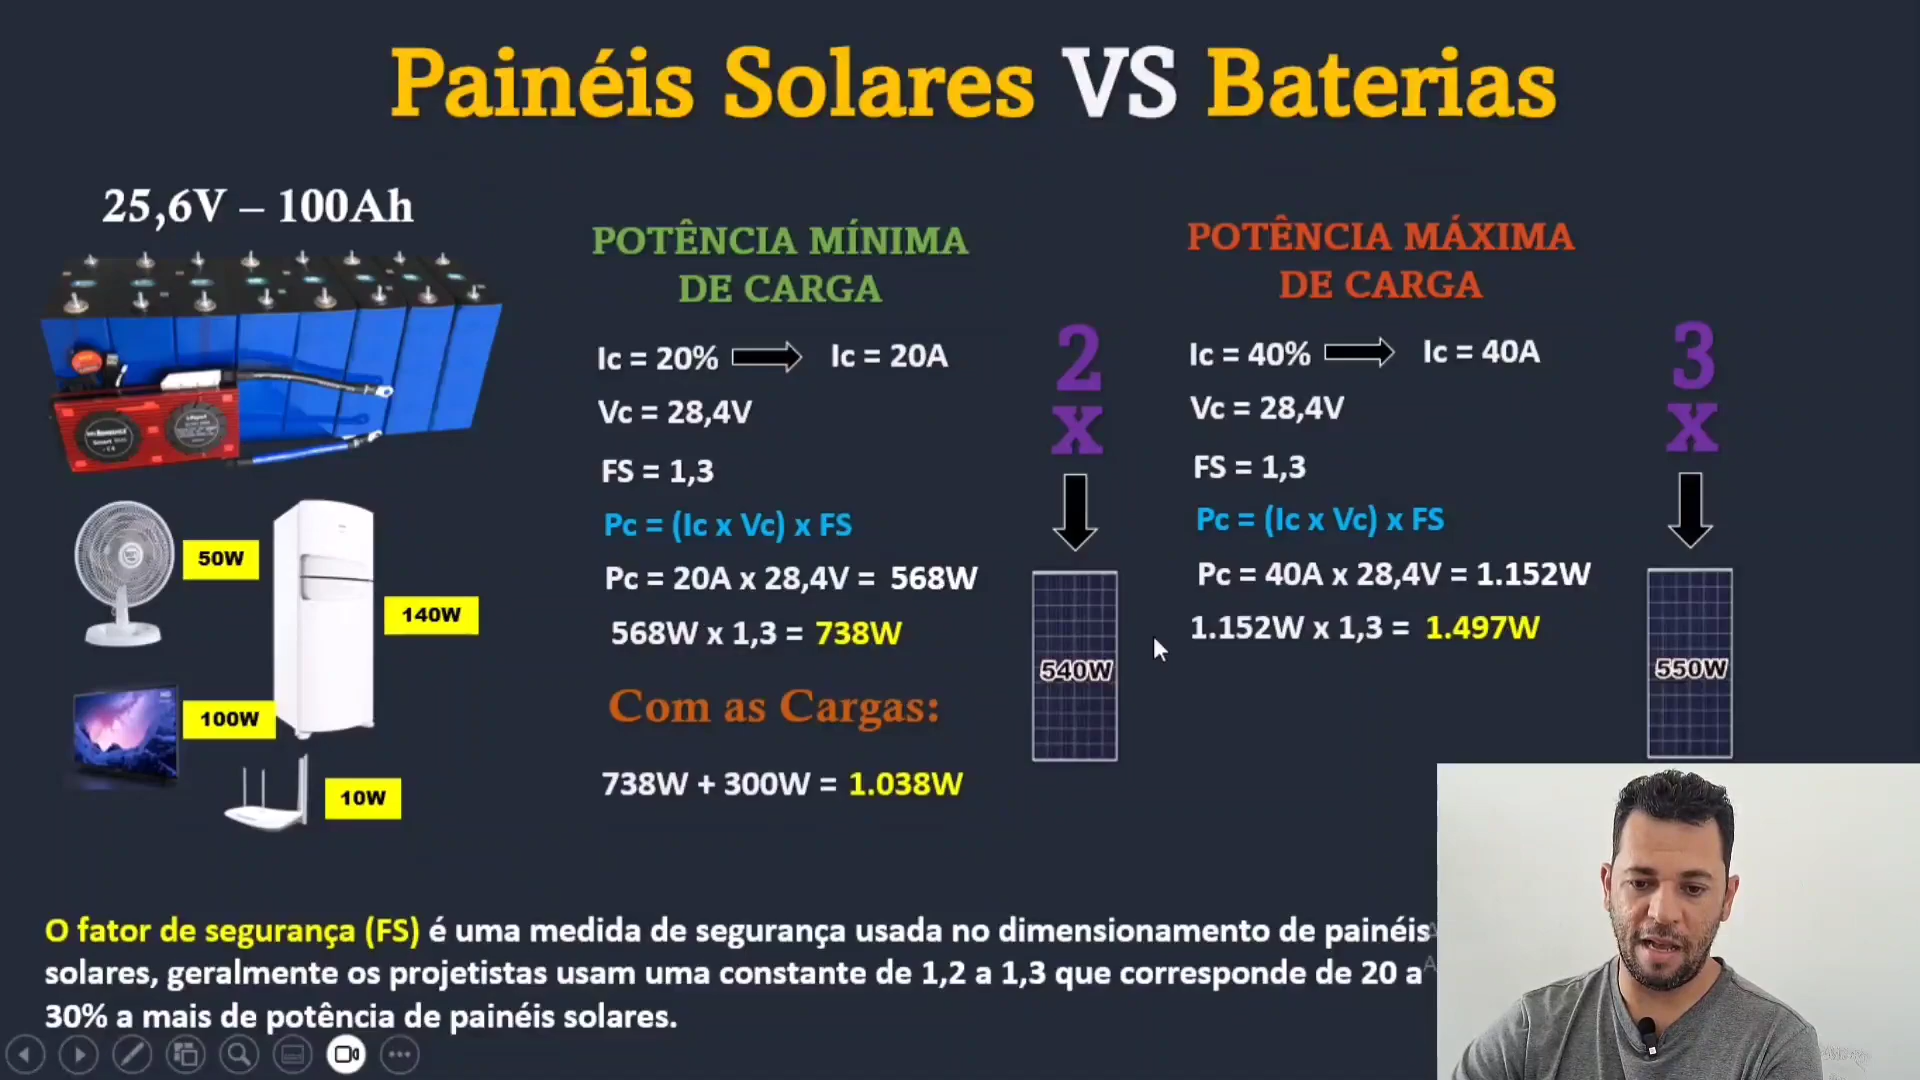 Painéis Solares VS Baterias
25,6V – 100Ah
50W
140W
100W
10W
POTÊNCIA MÍNIMA
DE CARGA
Ic = 20% Ic = 20A
Vc = 28,4V
FS = 1,3
Pc = (Ic x Vc) x FS
Pc = 20A x 28,4V = 568W
568W x 1,3 = 738W
Com as Cargas:
738W + 300W = 1.038W
2
x
540W
POTÊNCIA MÁXIMA
DE CARGA
Ic = 40% Ic = 40A
Vc = 28,4V
FS = 1,3
Pc = (Ic x Vc) x FS
Pc = 40A x 28,4V = 1.152W
1.152W x 1,3 = 1.497W
3
x
550W
O fator de segurança (FS) é uma medida de segurança usada no dimensionamento de painéis
solares, geralmente os projetistas usam uma constante de 1,2 a 1,3 que corresponde de 20 a
30% a mais de potência de painéis solares.